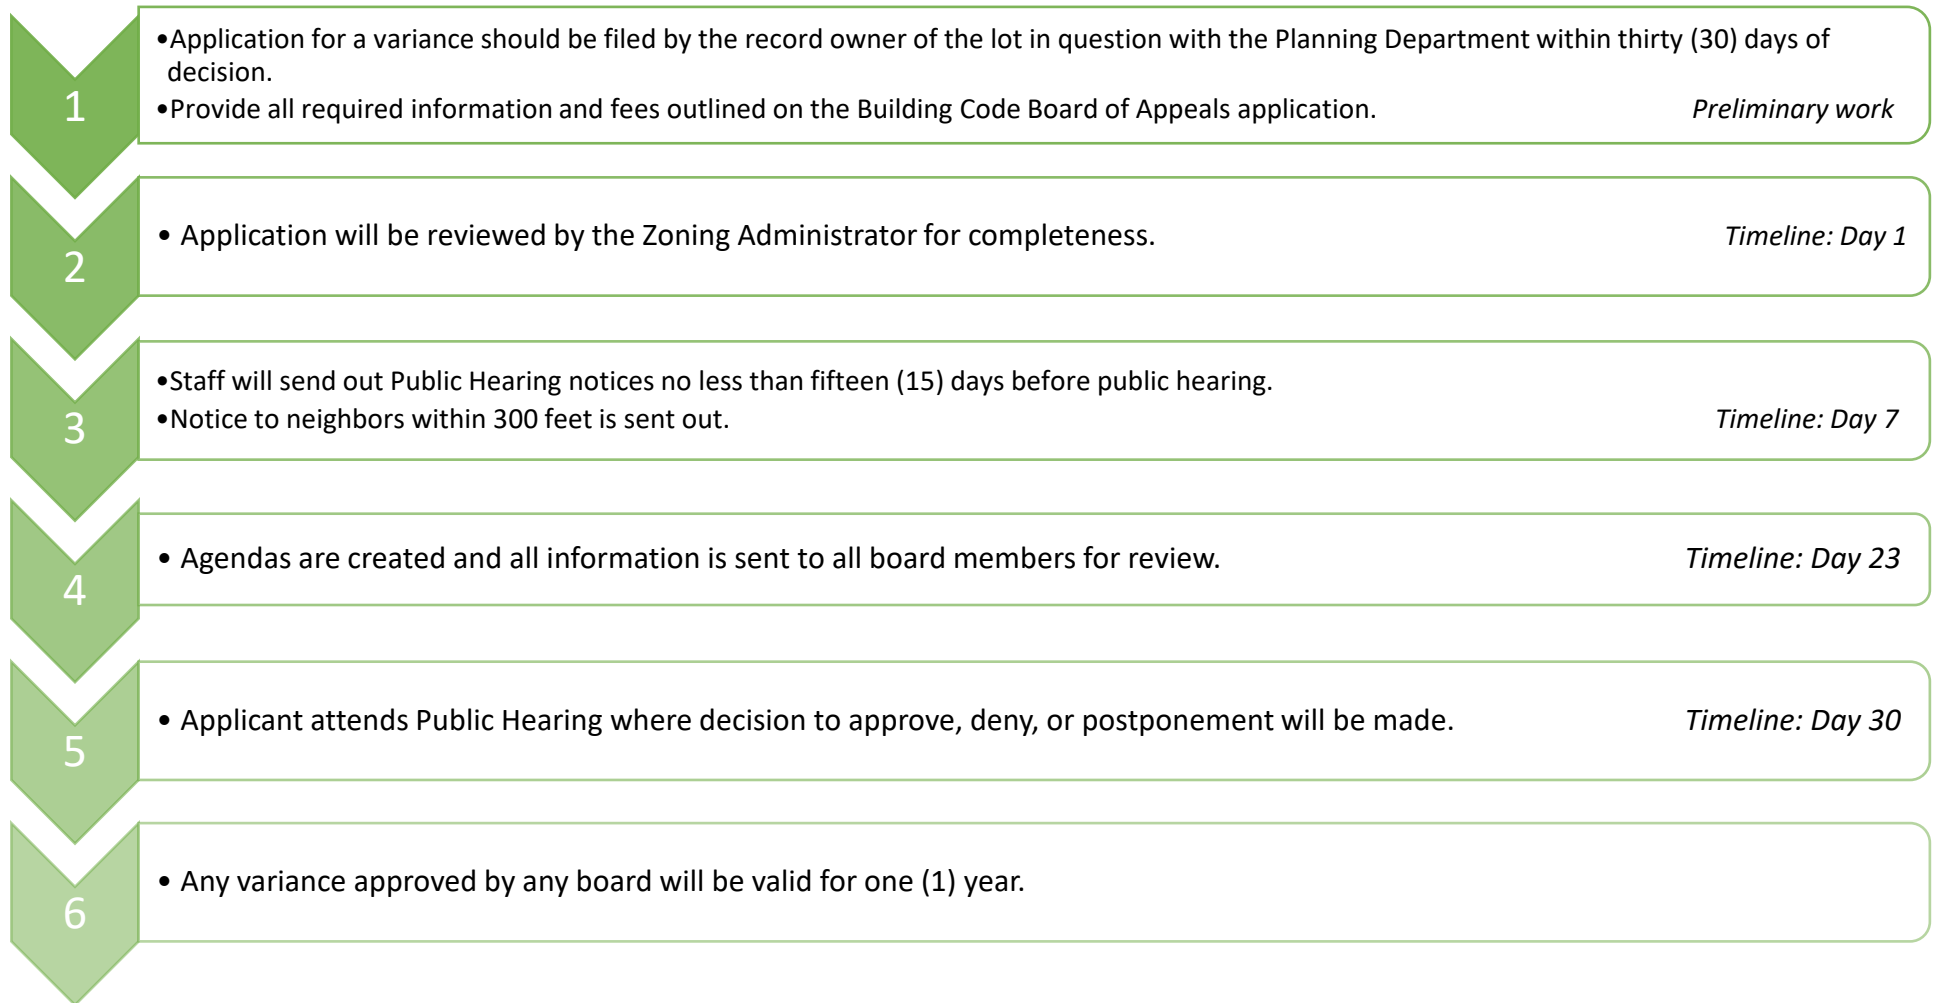 1
•Application for a variance should be filed by the record owner of the lot in question with the Planning Department within thirty (30) days of
decision.
•Provide all required information and fees outlined on the Building Code Board of Appeals application. Preliminary work
2
• Application will be reviewed by the Zoning Administrator for completeness. Timeline: Day 1
3
•Staff will send out Public Hearing notices no less than fifteen (15) days before public hearing.
•Notice to neighbors within 300 feet is sent out. Timeline: Day 7
4
• Agendas are created and all information is sent to all board members for review. Timeline: Day 23
5
• Applicant attends Public Hearing where decision to approve, deny, or postponement will be made. Timeline: Day 30
6
• Any variance approved by any board will be valid for one (1) year.